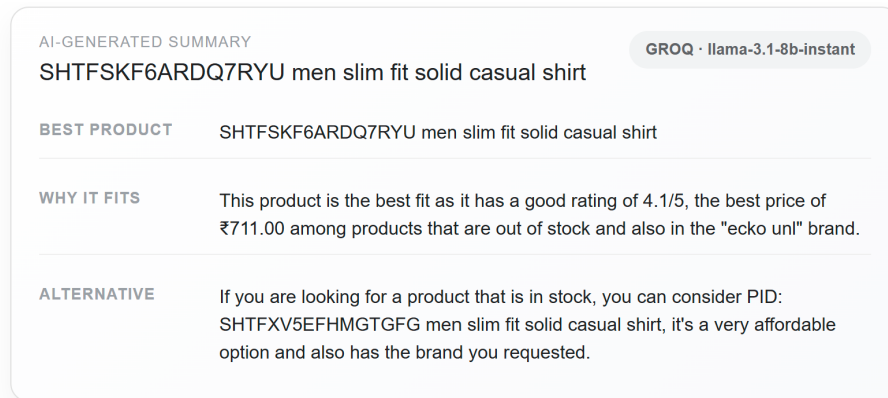 AI-GENERATED SUMMARY
GROQ · llama-3.1-8b-instant
SHTFSKF6ARDQ7RYU men slim fit solid casual shirt
BEST PRODUCT
SHTFSKF6ARDQ7RYU men slim fit solid casual shirt
WHY IT FITS
This product is the best fit as it has a good rating of 4.1/5, the best price of
₹711.00 among products that are out of stock and also in the "ecko unl" brand.
ALTERNATIVE
If you are looking for a product that is in stock, you can consider PID:
SHTFXV5EFHMGTGFG men slim fit solid casual shirt, it's a very affordable
option and also has the brand you requested.